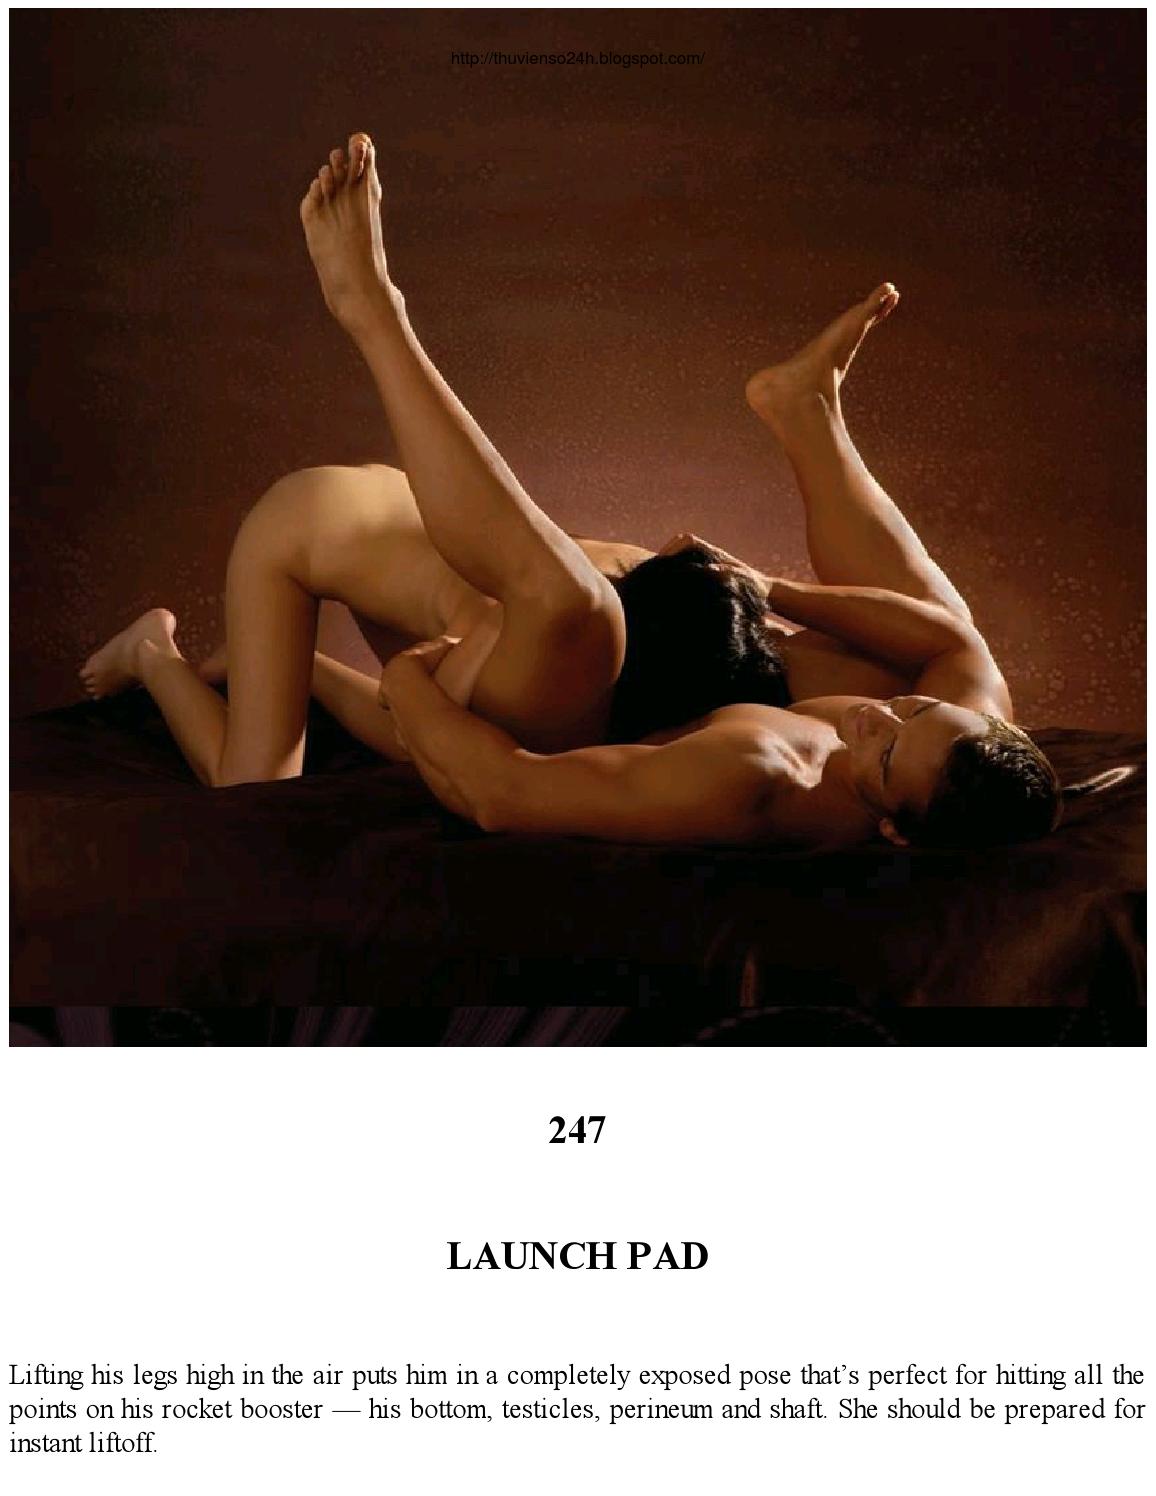 http://thuvienso24h.blogspot.com/
247
LAUNCH PAD
Lifting his legs high in the air puts him in a completely exposed pose that’s perfect for hitting all the
points on his rocket booster — his bottom, testicles, perineum and shaft. She should be prepared for
instant liftoff.